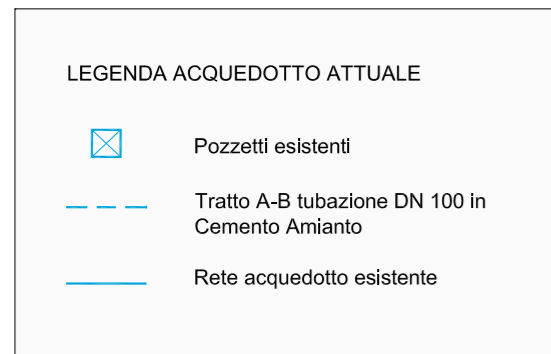 LEGENDA ACQUEDOTTO ATTUALE
Pozzetti esistenti
Tratto A-B tubazione DN 100 in
Cemento Amianto
Rete acquedotto esistente